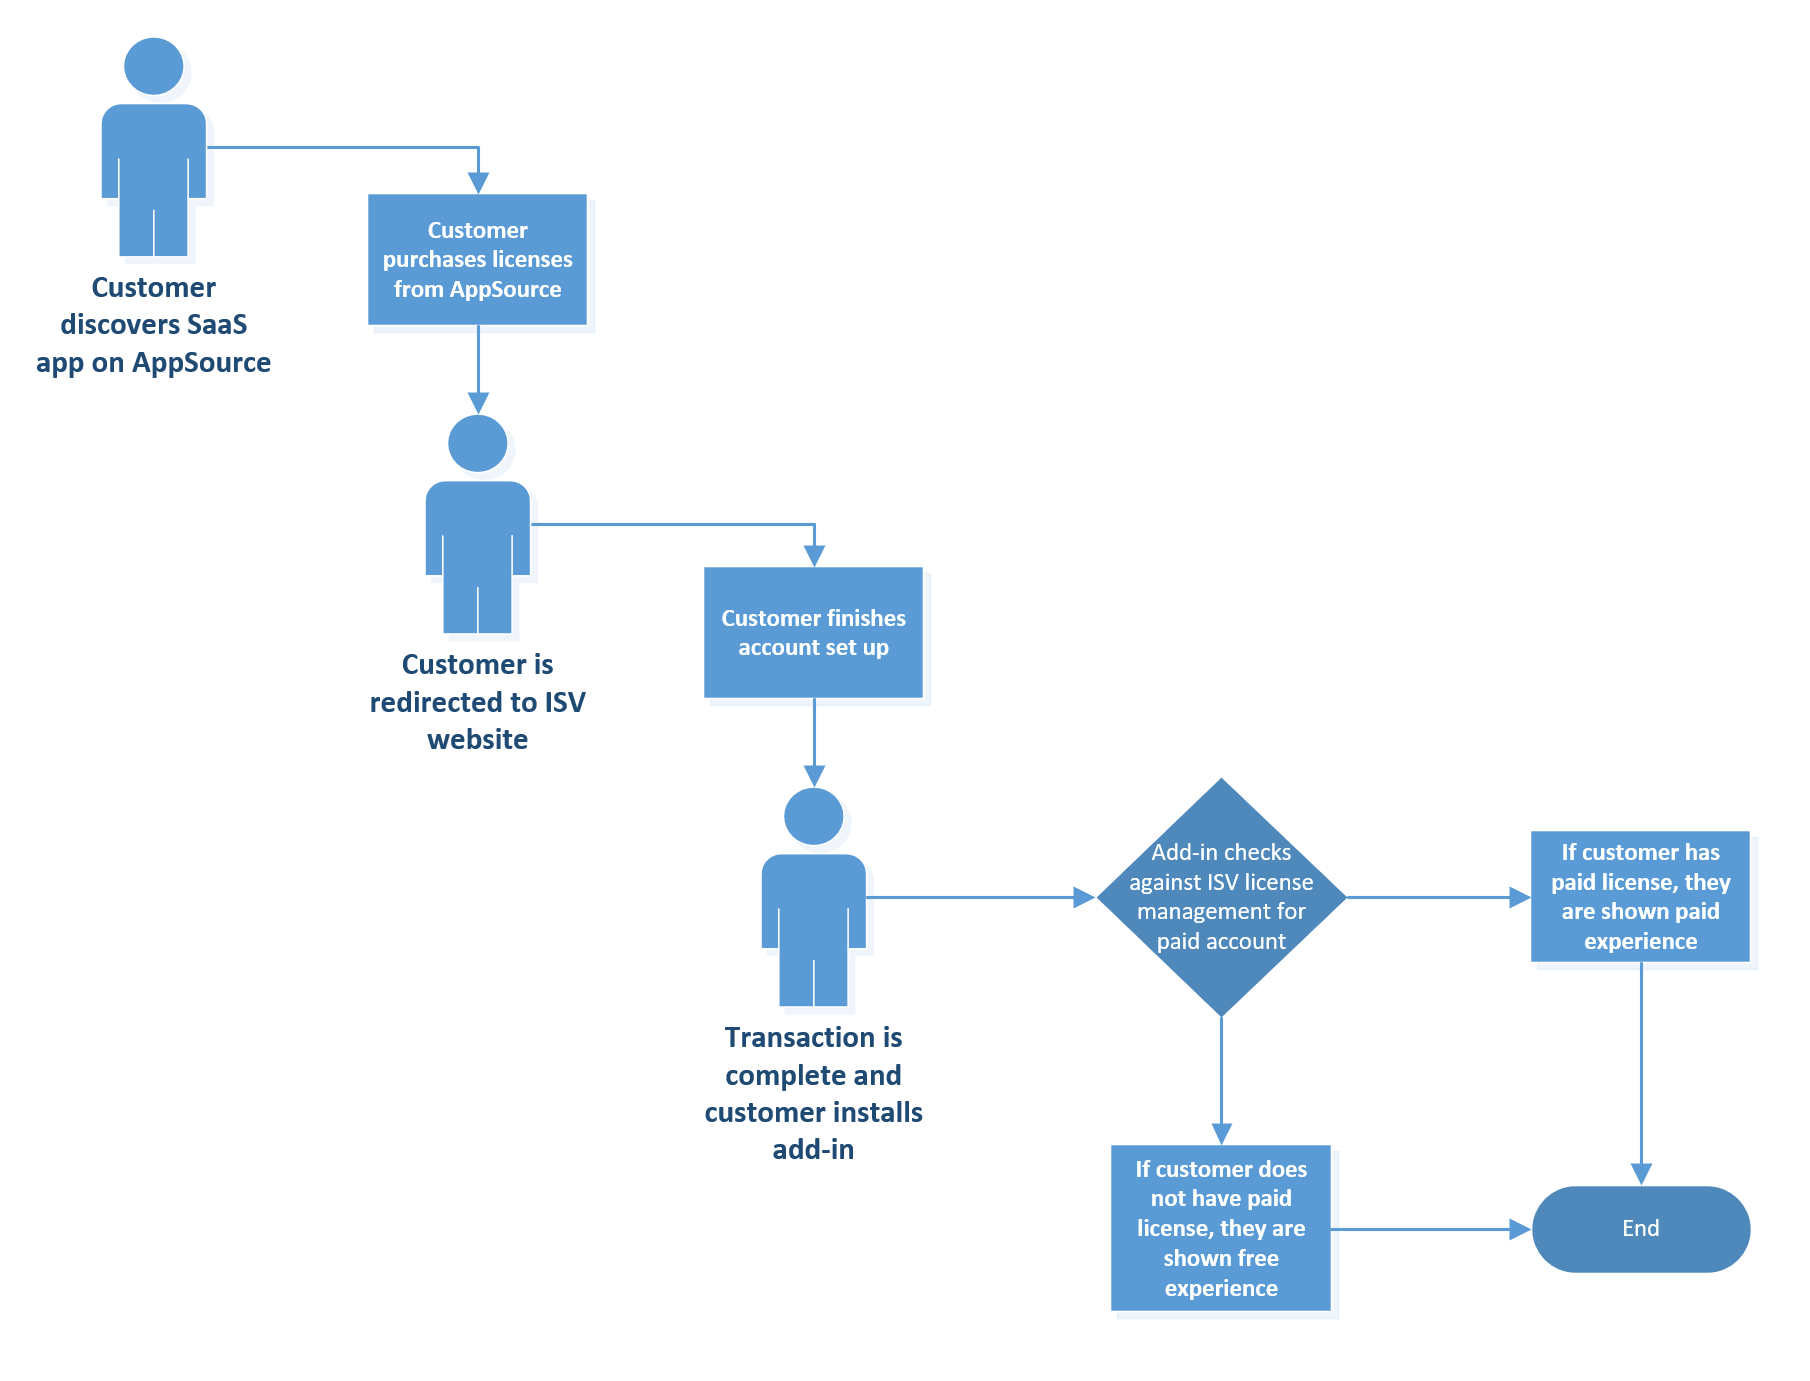 Customer
discovers SaaS
app on AppSource
Customer
purchases licenses
from AppSource
Customer is
redirected to ISV
website
Customer finishes
account set up
Transaction is
complete and
customer installs
add-in
Add-in checks
against ISV license
management for
paid account
If customer has
paid license, they
are shown paid
experience
If customer does
not have paid
license, they are
shown free
experience
End